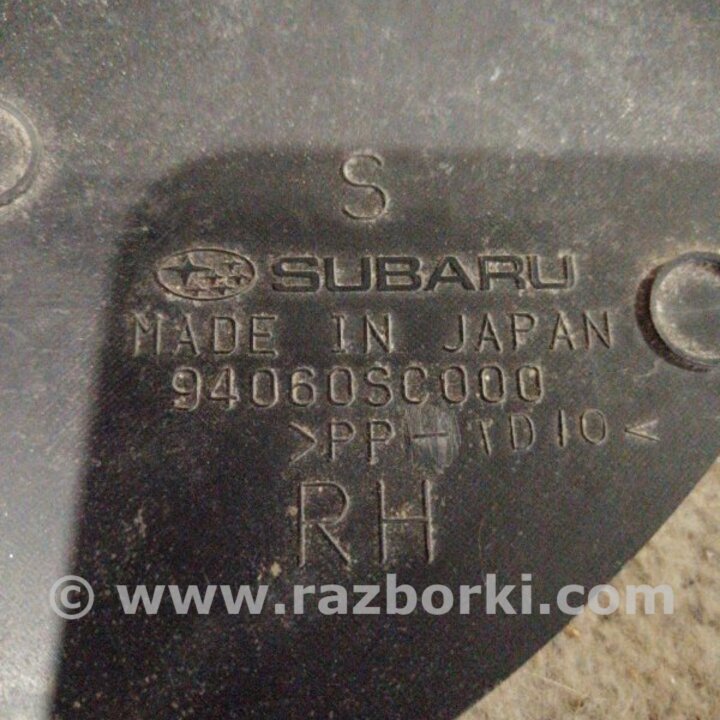 S
SUBARU
MADE IN JAPAN
94060SC000
>PP-TD10<
RH
© www.razborki.com